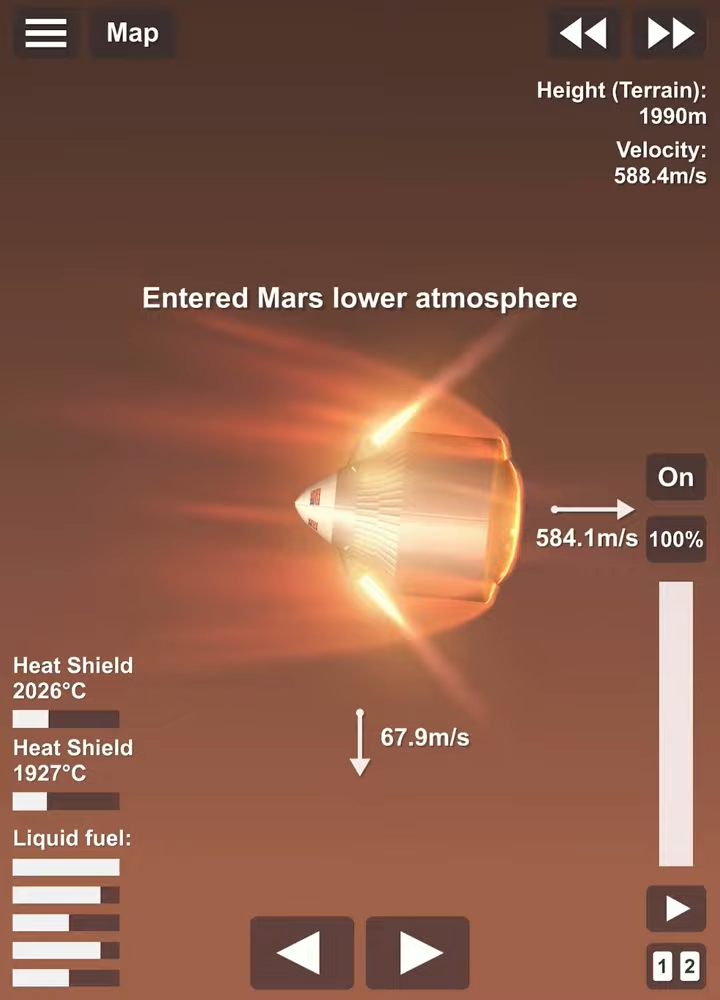 Map
Height (Terrain):
1990m
Velocity:
588.4m/s
Entered Mars lower atmosphere
On
584.1m/s
100%
Heat Shield
2026°C
67.9m/s
Heat Shield
1927°C
Liquid fuel:
1 2